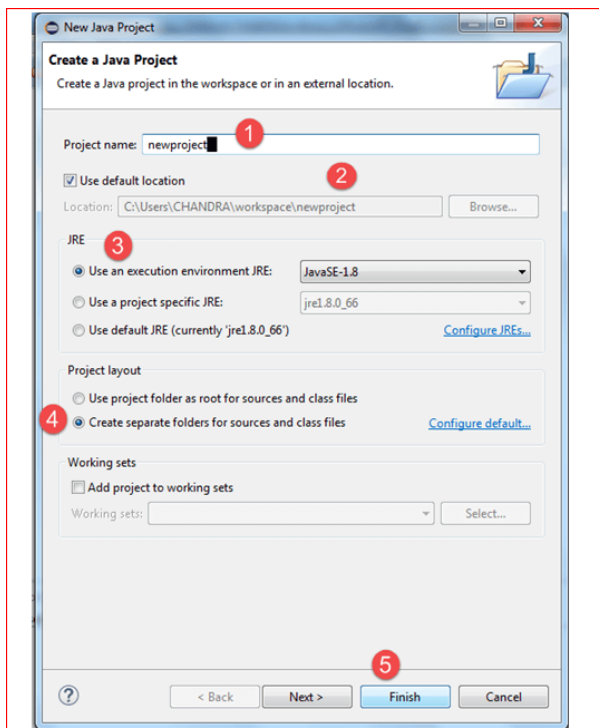 New Java Project
Create a Java Project
Create a Java project in the workspace or in an external location.
1
Project name: newproject
2
Use default location
Location: C:\Users\CHANDRA\workspace\newproject Browse...
JRE 3
Use an execution environment JRE: JavaSE-1.8
Use a project specific JRE: jre1.8.0_66
Use default JRE (currently 'jre1.8.0_66') Configure JREs...
Project layout
Use project folder as root for sources and class files
4 Create separate folders for sources and class files Configure default...
Working sets
Add project to working sets
Working sets: Select...
5
? < Back Next > Finish Cancel